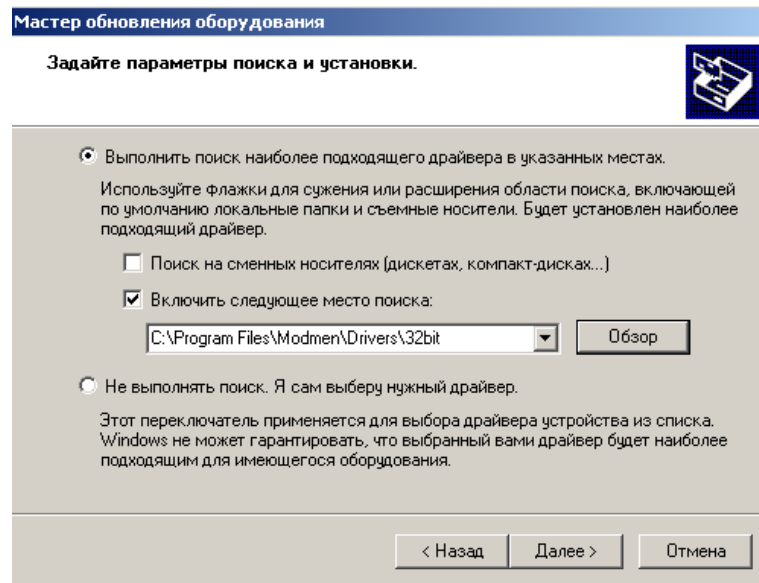 Мастер обновления оборудования
Задайте параметры поиска и установки.
Выполнить поиск наиболее подходящего драйвера в указанных местах.
Используйте флажки для сужения или расширения области поиска, включающей
по умолчанию локальные папки и съемные носители. Будет установлен наиболее
подходящий драйвер.
Поиск на сменных носителях (дискетах, компакт-дисках...)
Включить следующее место поиска:
C:\Program Files\Modmen\Drivers\32bit
Обзор
Не выполнять поиск. Я сам выберу нужный драйвер.
Этот переключатель применяется для выбора драйвера устройства из списка.
Windows не может гарантировать, что выбранный вами драйвер будет наиболее
подходящим для имеющегося оборудования.
< Назад
Далее >
Отмена